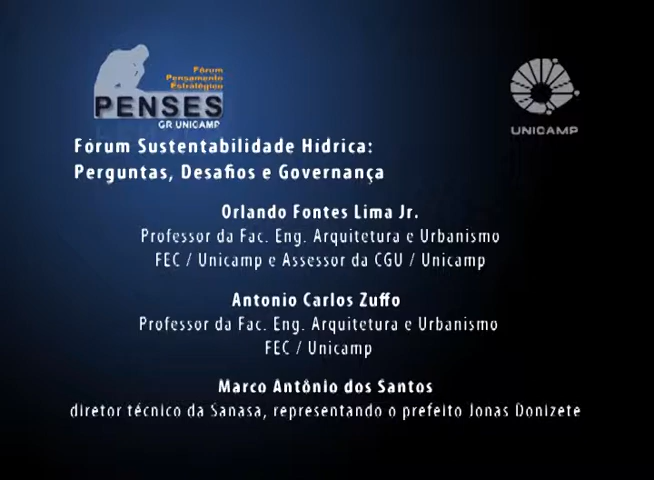 Fórum
Pensamento
Estratégico
PENSES
GR UNICAMP
UNICAMP
Fórum Sustentabilidade Hídrica:
Perguntas, Desafios e Governança
Orlando Fontes Lima Jr.
Professor da Fac. Eng. Arquitetura e Urbanismo
FEC / Unicamp e Assessor da CGU / Unicamp
Antonio Carlos Zuffo
Professor da Fac. Eng. Arquitetura e Urbanismo
FEC / Unicamp
Marco Antônio dos Santos
diretor técnico da Sanasa, representando o prefeito Jonas Donizete